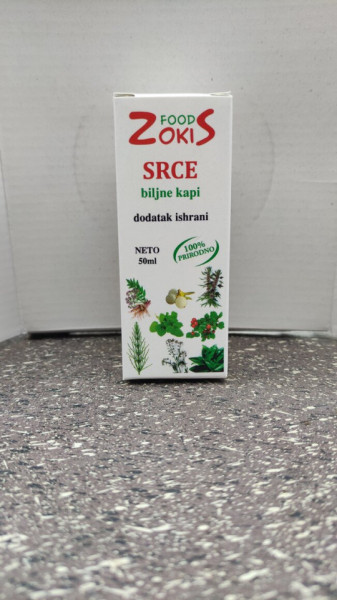 FOOD
ZOKIS
SRCE
biljne kapi
dodatak ishrani
NETO
50ml
100%
PRIRODNO